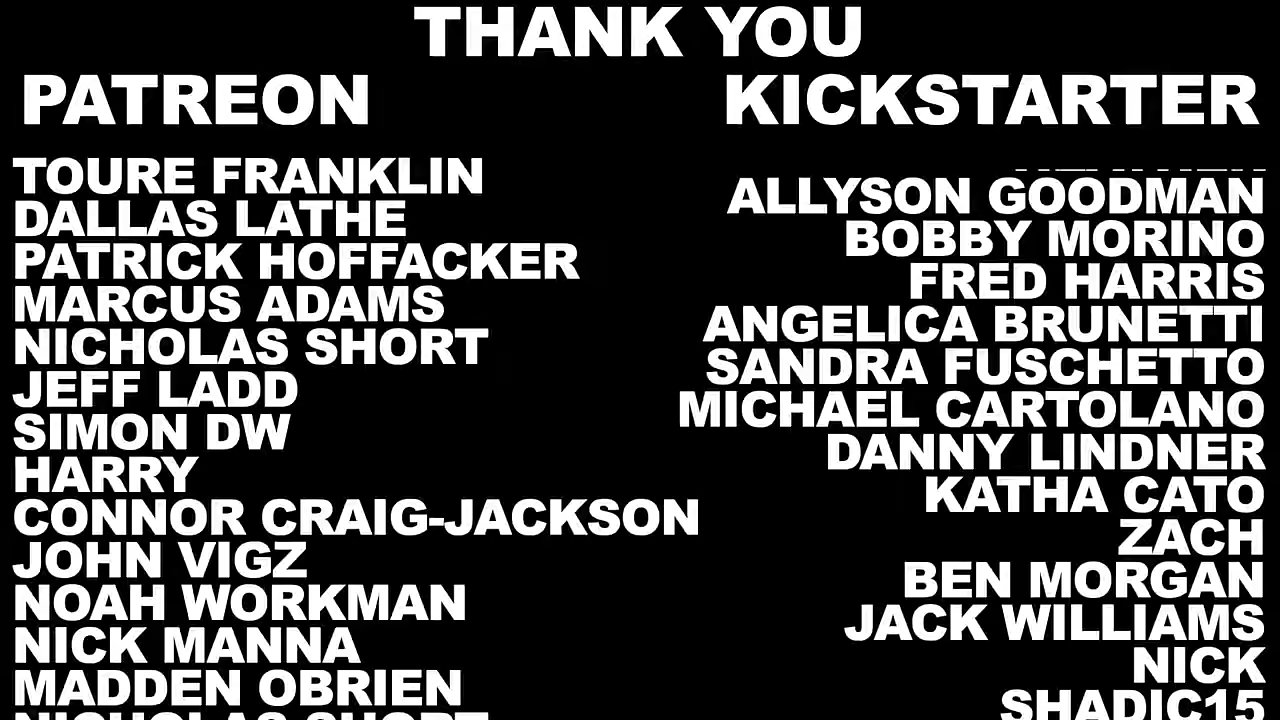 THANK YOU
PATREON
TOURE FRANKLIN
DALLAS LATHE
PATRICK HOFFACKER
MARCUS ADAMS
NICHOLAS SHORT
JEFF LADD
SIMON DW
HARRY
CONNOR CRAIG-JACKSON
JOHN VIGZ
NOAH WORKMAN
NICK MANNA
MADDEN OBRIEN
NICHOLAS SHORT
KICKSTARTER
ALLYSON GOODMAN
BOBBY MORINO
FRED HARRIS
ANGELICA BRUNETTI
SANDRA FUSCHETTO
MICHAEL CARTOLANO
DANNY LINDNER
KATHA CATO
ZACH
BEN MORGAN
JACK WILLIAMS
NICK
SHADIC15